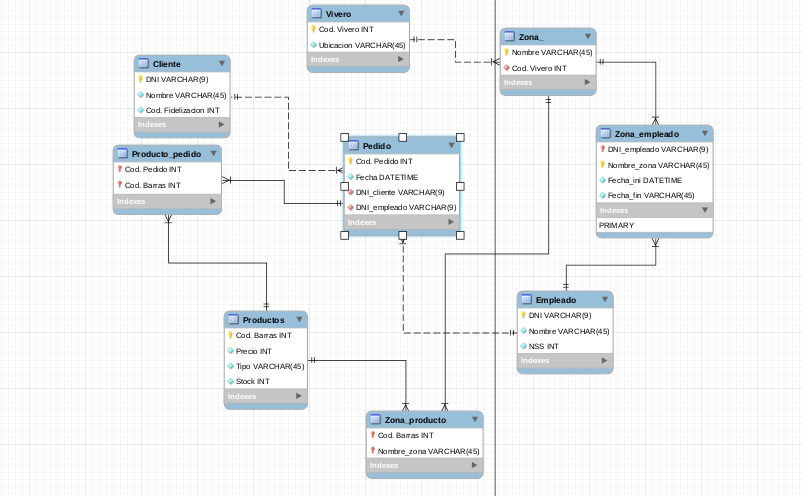 Vivero
Cod. Vivero INT
Ubicacion VARCHAR(45)
Indexes
Zona_
Nombre VARCHAR(45)
Cod. Vivero INT
Indexes
Cliente
DNI VARCHAR(9)
Nombre VARCHAR(45)
Cod. Fidelizacion INT
Indexes
Zona_empleado
DNI_empleado VARCHAR(9)
Nombre_zona VARCHAR(45)
Fecha_ini DATETIME
Fecha_fin VARCHAR(45)
Indexes
PRIMARY
Producto_pedido
Cod. Pedido INT
Cod. Barras INT
Indexes
Pedido
Cod. Pedido INT
Fecha DATETIME
DNI_cliente VARCHAR(9)
DNI_empleado VARCHAR(9)
Indexes
Empleado
DNI VARCHAR(9)
Nombre VARCHAR(45)
NSS INT
Indexes
Productos
Cod. Barras INT
Precio INT
Tipo VARCHAR(45)
Stock INT
Indexes
Zona_producto
Cod. Barras INT
Nombre_zona VARCHAR(45)
Indexes